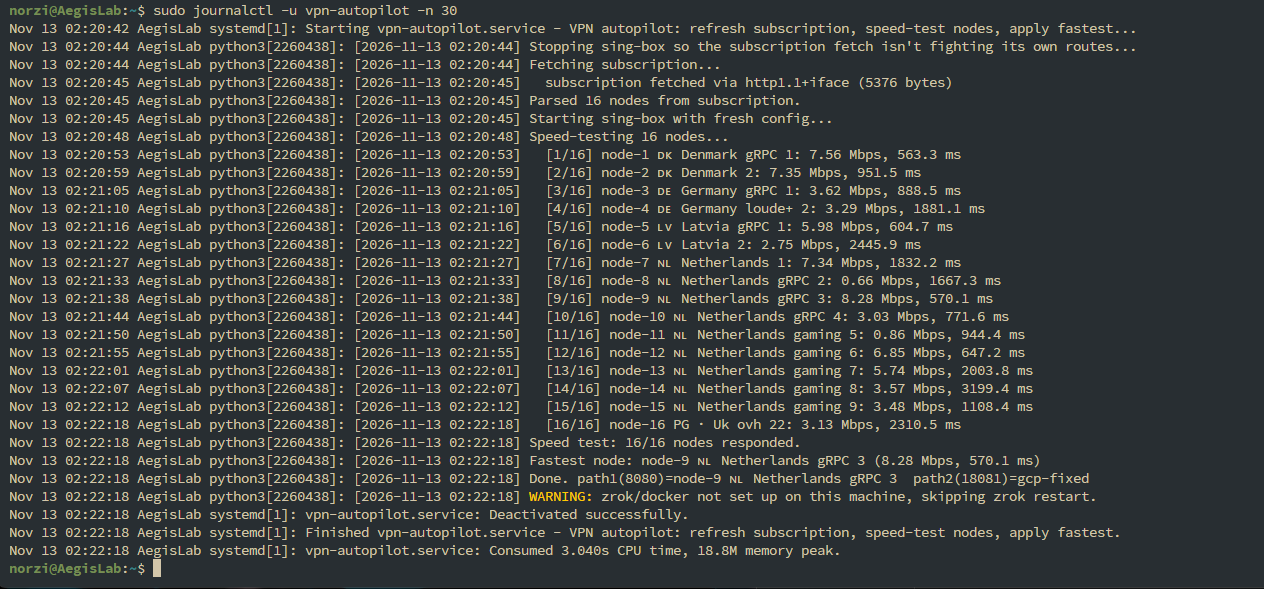 norzi@AegisLab:~$ sudo journalctl -u vpn-autopilot -n 30
Nov 13 02:20:42 AegisLab systemd[1]: Starting vpn-autopilot.service - VPN autopilot: refresh subscription, speed-test nodes, apply fastest...
Nov 13 02:20:44 AegisLab python3[2260438]: [2026-11-13 02:20:44] Stopping sing-box so the subscription fetch isn't fighting its own routes...
Nov 13 02:20:44 AegisLab python3[2260438]: [2026-11-13 02:20:44] Fetching subscription...
Nov 13 02:20:45 AegisLab python3[2260438]: [2026-11-13 02:20:45]   subscription fetched via http1.1+iface (5376 bytes)
Nov 13 02:20:45 AegisLab python3[2260438]: [2026-11-13 02:20:45] Parsed 16 nodes from subscription.
Nov 13 02:20:45 AegisLab python3[2260438]: [2026-11-13 02:20:45] Starting sing-box with fresh config...
Nov 13 02:20:48 AegisLab python3[2260438]: [2026-11-13 02:20:48] Speed-testing 16 nodes...
Nov 13 02:20:53 AegisLab python3[2260438]: [2026-11-13 02:20:53]   [1/16] node-1 DK Denmark gRPC 1: 7.56 Mbps, 563.3 ms
Nov 13 02:20:59 AegisLab python3[2260438]: [2026-11-13 02:20:59]   [2/16] node-2 DK Denmark 2: 7.35 Mbps, 951.5 ms
Nov 13 02:21:05 AegisLab python3[2260438]: [2026-11-13 02:21:05]   [3/16] node-3 DE Germany gRPC 1: 3.62 Mbps, 888.5 ms
Nov 13 02:21:10 AegisLab python3[2260438]: [2026-11-13 02:21:10]   [4/16] node-4 DE Germany loude+ 2: 3.29 Mbps, 1881.1 ms
Nov 13 02:21:16 AegisLab python3[2260438]: [2026-11-13 02:21:16]   [5/16] node-5 LV Latvia gRPC 1: 5.98 Mbps, 604.7 ms
Nov 13 02:21:22 AegisLab python3[2260438]: [2026-11-13 02:21:22]   [6/16] node-6 LV Latvia 2: 2.75 Mbps, 2445.9 ms
Nov 13 02:21:27 AegisLab python3[2260438]: [2026-11-13 02:21:27]   [7/16] node-7 NL Netherlands 1: 7.34 Mbps, 1832.2 ms
Nov 13 02:21:33 AegisLab python3[2260438]: [2026-11-13 02:21:33]   [8/16] node-8 NL Netherlands gRPC 2: 0.66 Mbps, 1667.3 ms
Nov 13 02:21:38 AegisLab python3[2260438]: [2026-11-13 02:21:38]   [9/16] node-9 NL Netherlands gRPC 3: 8.28 Mbps, 570.1 ms
Nov 13 02:21:44 AegisLab python3[2260438]: [2026-11-13 02:21:44]   [10/16] node-10 NL Netherlands gRPC 4: 3.03 Mbps, 771.6 ms
Nov 13 02:21:50 AegisLab python3[2260438]: [2026-11-13 02:21:50]   [11/16] node-11 NL Netherlands gaming 5: 0.86 Mbps, 944.4 ms
Nov 13 02:21:55 AegisLab python3[2260438]: [2026-11-13 02:21:55]   [12/16] node-12 NL Netherlands gaming 6: 6.85 Mbps, 647.2 ms
Nov 13 02:22:01 AegisLab python3[2260438]: [2026-11-13 02:22:01]   [13/16] node-13 NL Netherlands gaming 7: 5.74 Mbps, 2003.8 ms
Nov 13 02:22:07 AegisLab python3[2260438]: [2026-11-13 02:22:07]   [14/16] node-14 NL Netherlands gaming 8: 3.57 Mbps, 3199.4 ms
Nov 13 02:22:12 AegisLab python3[2260438]: [2026-11-13 02:22:12]   [15/16] node-15 NL Netherlands gaming 9: 3.48 Mbps, 1108.4 ms
Nov 13 02:22:18 AegisLab python3[2260438]: [2026-11-13 02:22:18]   [16/16] node-16 PG · Uk ovh 22: 3.13 Mbps, 2310.5 ms
Nov 13 02:22:18 AegisLab python3[2260438]: [2026-11-13 02:22:18] Speed test: 16/16 nodes responded.
Nov 13 02:22:18 AegisLab python3[2260438]: [2026-11-13 02:22:18] Fastest node: node-9 NL Netherlands gRPC 3 (8.28 Mbps, 570.1 ms)
Nov 13 02:22:18 AegisLab python3[2260438]: [2026-11-13 02:22:18] Done. path1(8080)=node-9 NL Netherlands gRPC 3  path2(18081)=gcp-fixed
Nov 13 02:22:18 AegisLab python3[2260438]: [2026-11-13 02:22:18] WARNING: zrok/docker not set up on this machine, skipping zrok restart.
Nov 13 02:22:18 AegisLab systemd[1]: vpn-autopilot.service: Deactivated successfully.
Nov 13 02:22:18 AegisLab systemd[1]: Finished vpn-autopilot.service - VPN autopilot: refresh subscription, speed-test nodes, apply fastest.
Nov 13 02:22:18 AegisLab systemd[1]: vpn-autopilot.service: Consumed 3.040s CPU time, 18.8M memory peak.
norzi@AegisLab:~$